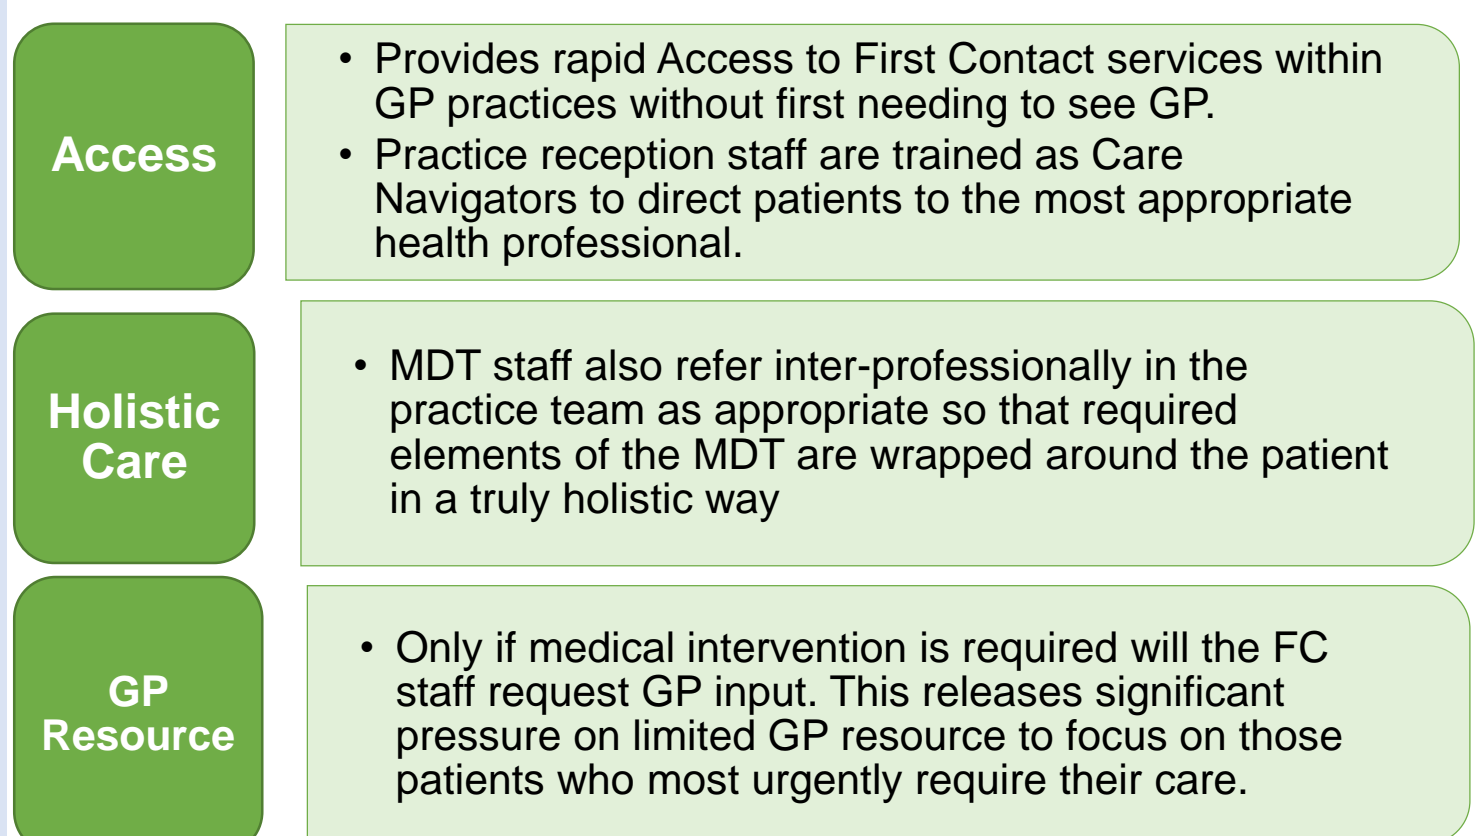 Access
• Provides rapid Access to First Contact services within
GP practices without first needing to see GP.
• Practice reception staff are trained as Care
Navigators to direct patients to the most appropriate
health professional.
Holistic
Care
• MDT staff also refer inter-professionally in the
practice team as appropriate so that required
elements of the MDT are wrapped around the patient
in a truly holistic way
GP
Resource
• Only if medical intervention is required will the FC
staff request GP input. This releases significant
pressure on limited GP resource to focus on those
patients who most urgently require their care.